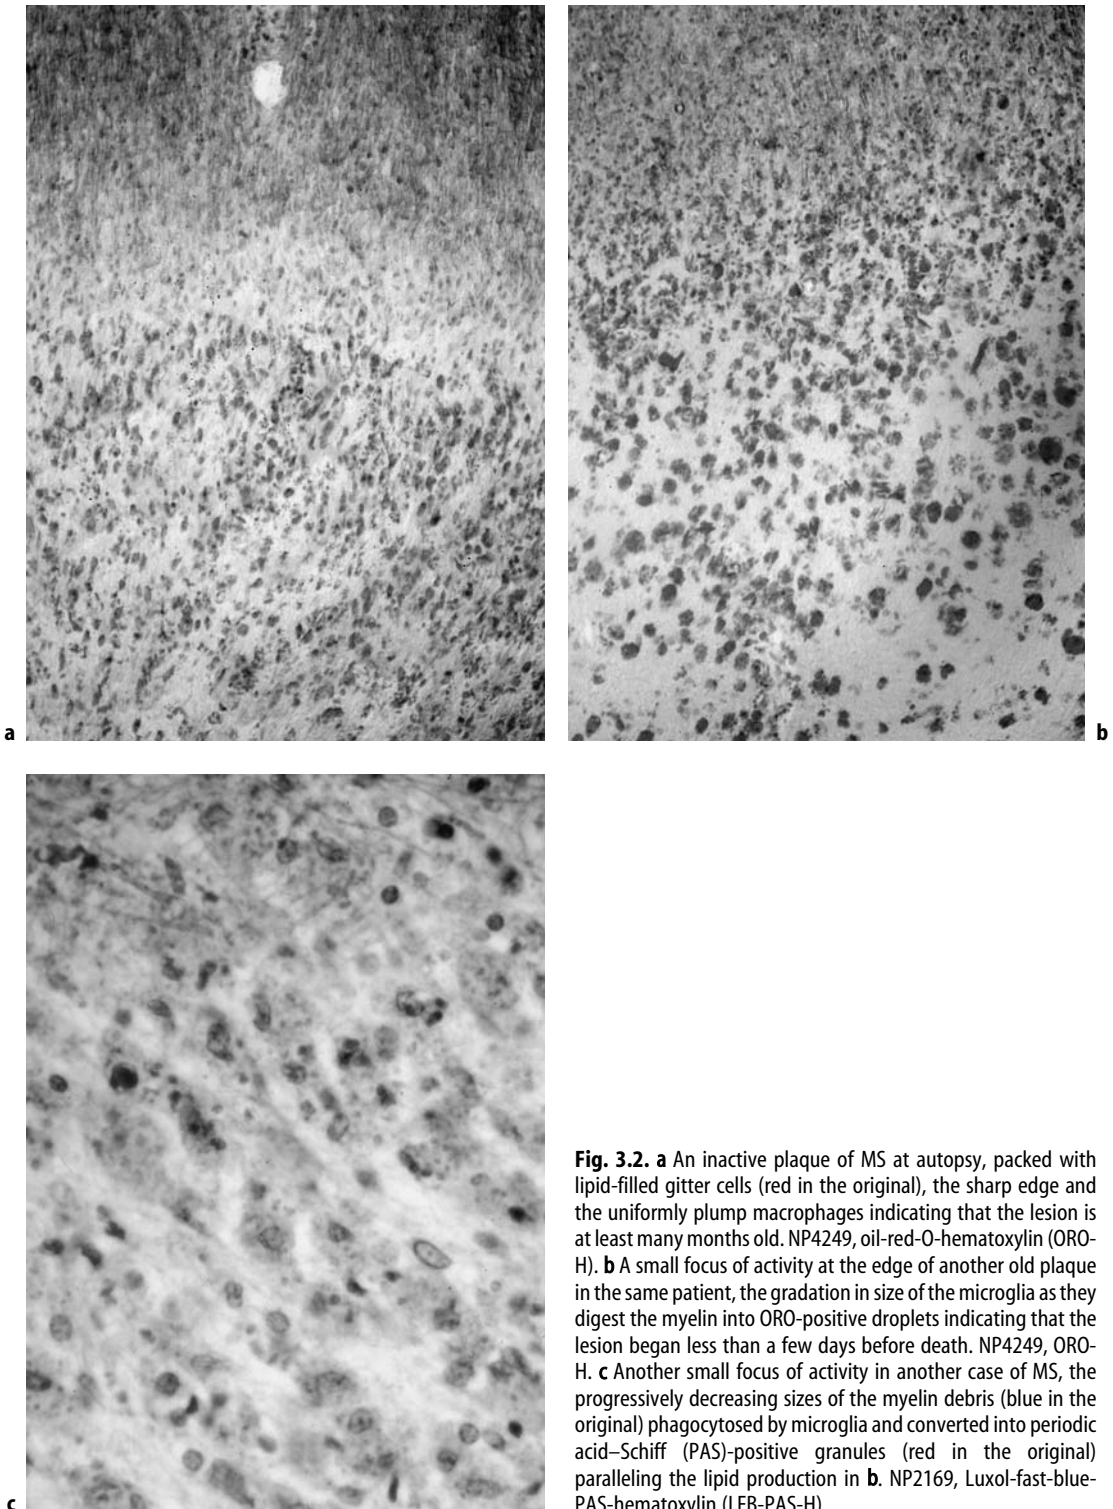 a
b
c
Fig. 3.2. a An inactive plaque of MS at autopsy, packed with
lipid-filled gitter cells (red in the original), the sharp edge and
the uniformly plump macrophages indicating that the lesion is
at least many months old. NP4249, oil-red-O-hematoxylin (ORO-
H). b A small focus of activity at the edge of another old plaque
in the same patient, the gradation in size of the microglia as they
digest the myelin into ORO-positive droplets indicating that the
lesion began less than a few days before death. NP4249, ORO-
H. c Another small focus of activity in another case of MS, the
progressively decreasing sizes of the myelin debris (blue in the
original) phagocytosed by microglia and converted into periodic
acid–Schiff (PAS)-positive granules (red in the original)
paralleling the lipid production in b. NP2169, Luxol-fast-blue-
PAS-hematoxylin (LFB-PAS-H)